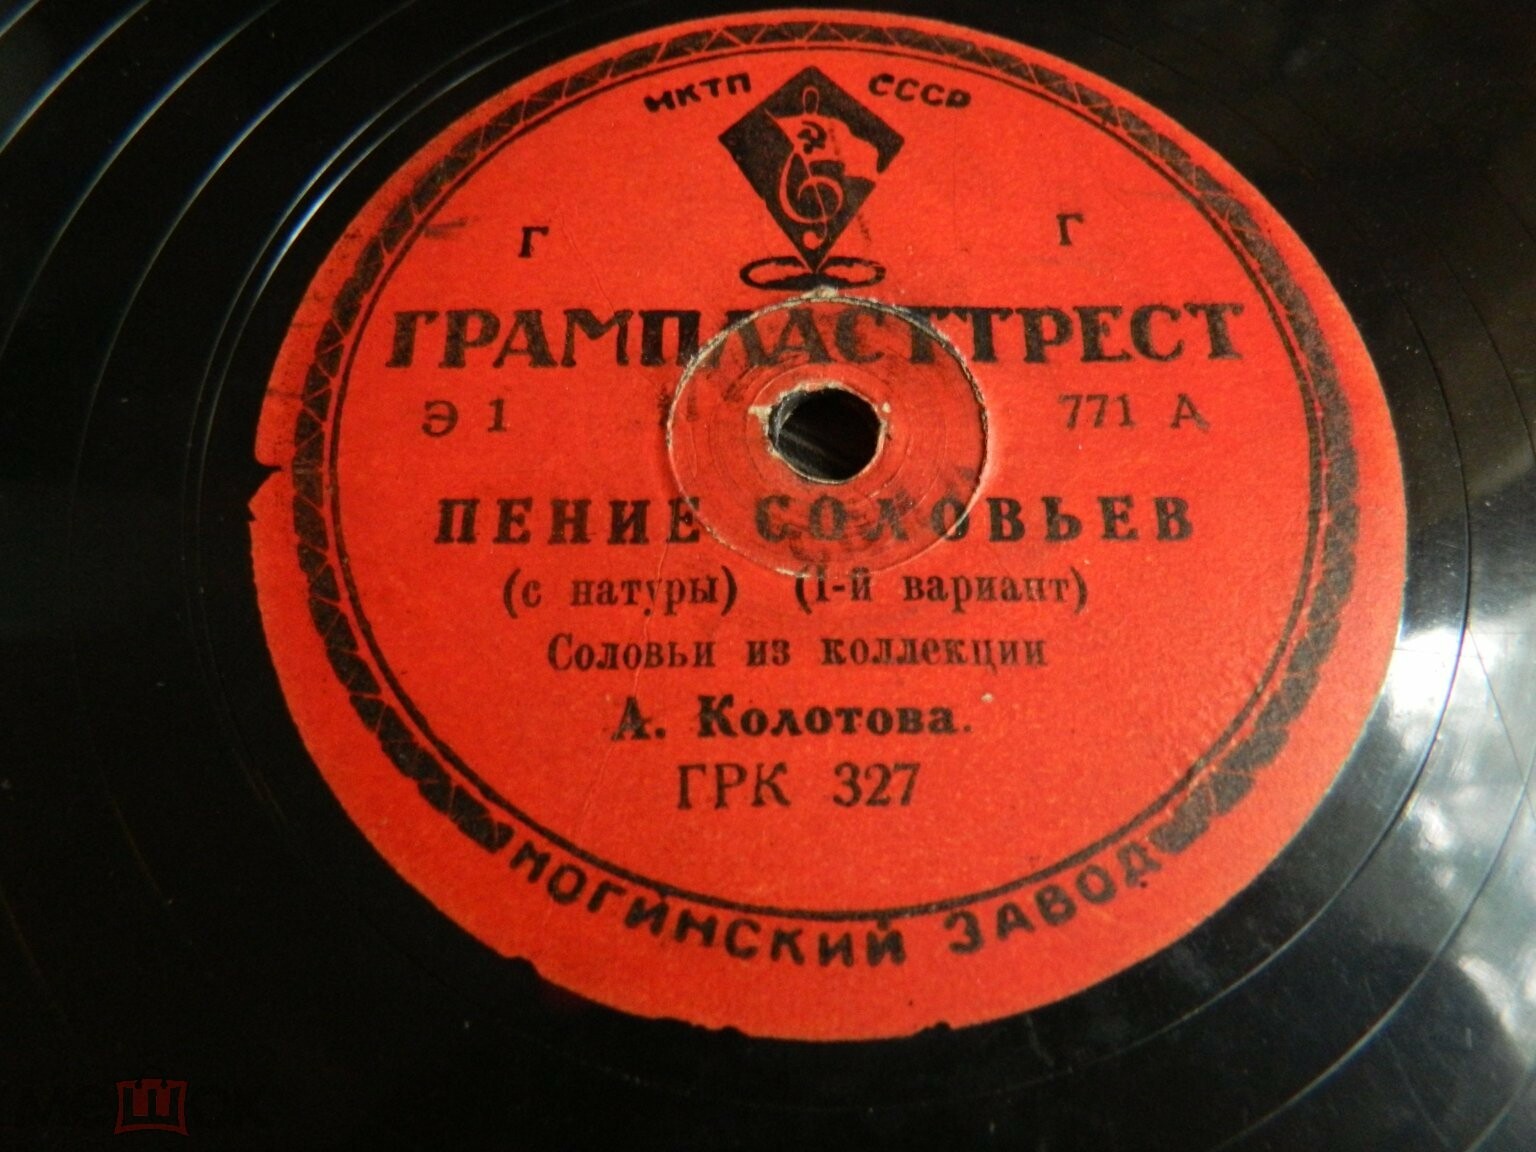 НКТП СССР
Г Г
ГРАМПЛАСТТРЕСТ
Э 1 771 А
ПЕНИЕ СОЛОВЬЕВ
(с натуры) (1-й вариант)
Соловьи из коллекции
А. Колотова.
ГРК 327
НОГИНСКИЙ ЗАВОД